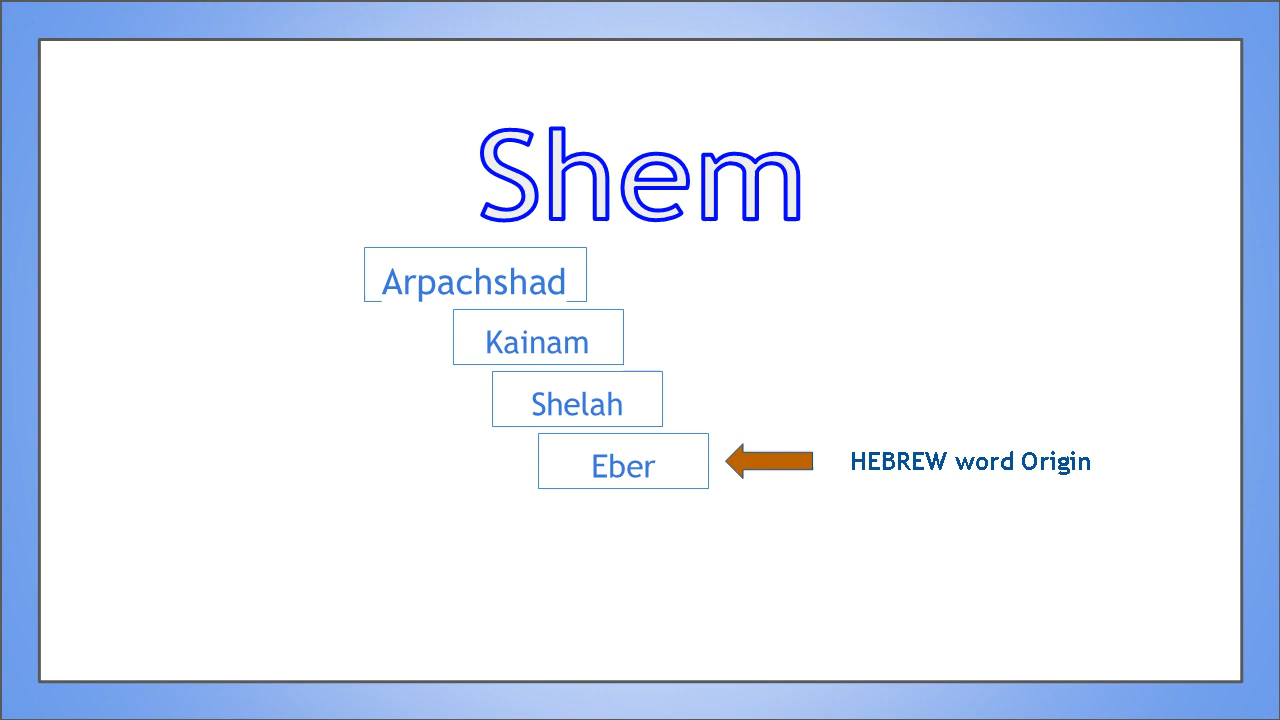 Shem
Arpachshad
Kainam
Shelah
Eber
HEBREW word Origin